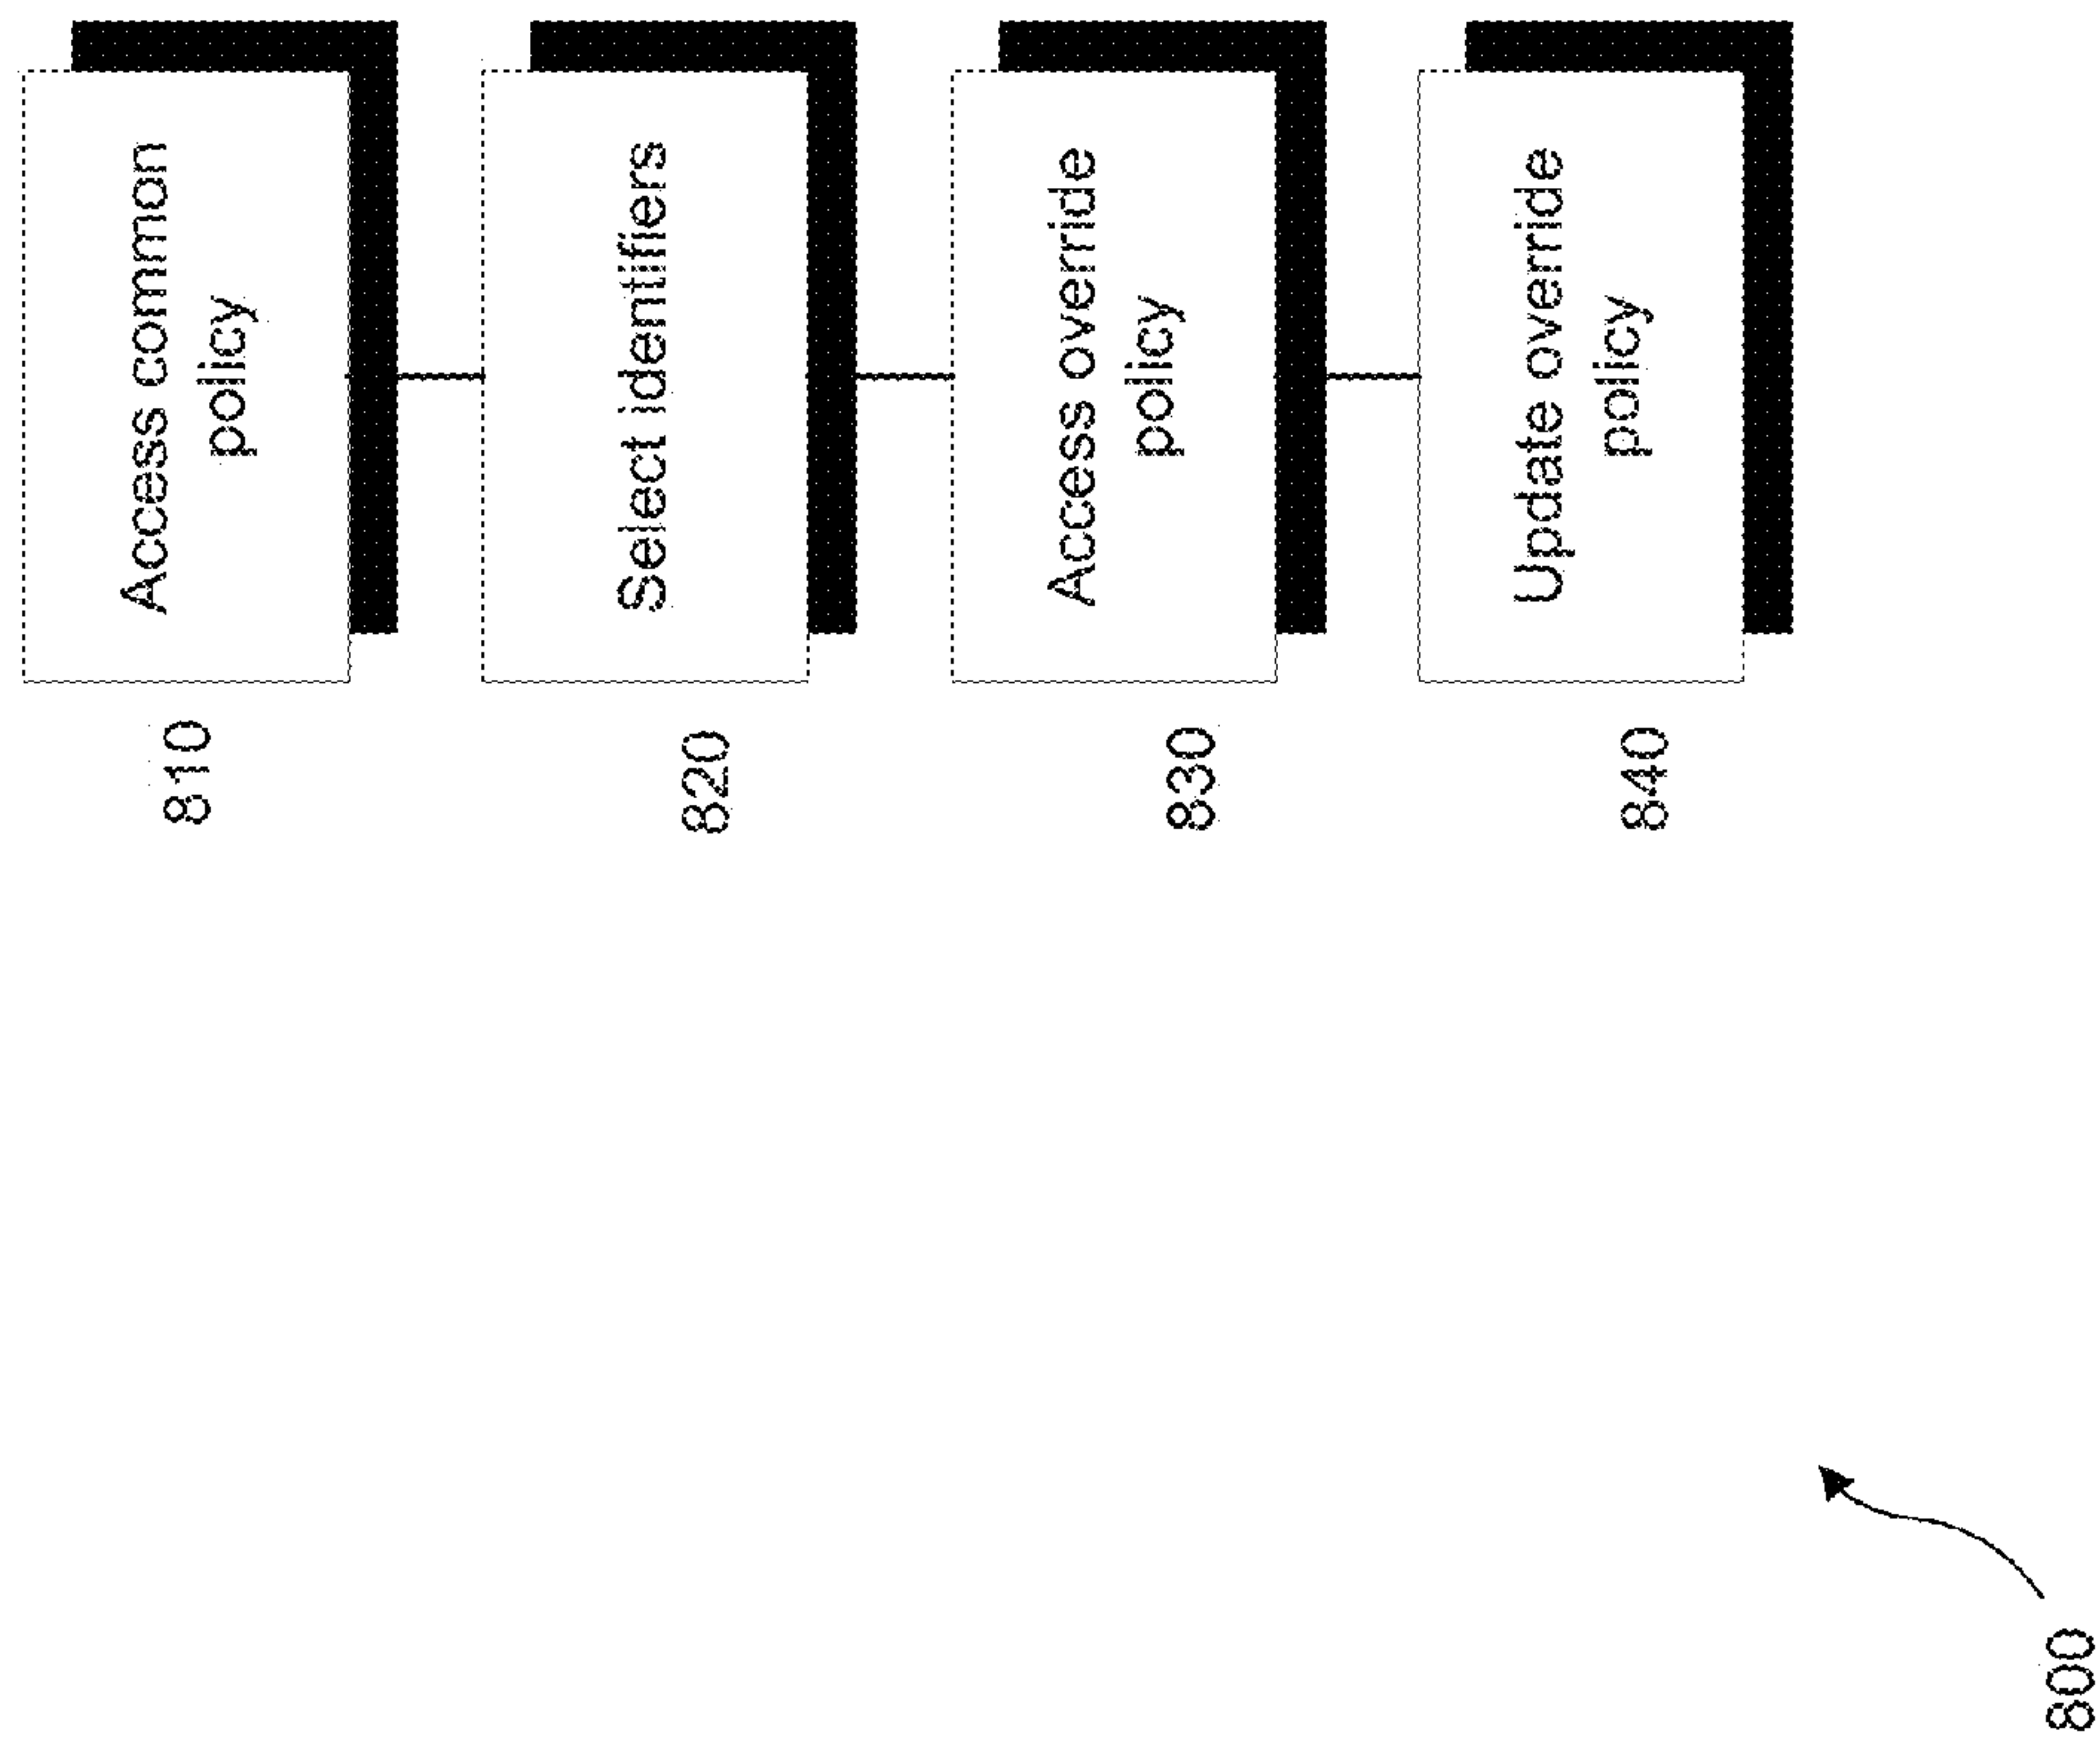 810
Access common
policy
820
Select identifiers
830
Access override
policy
840
Update override
policy
800